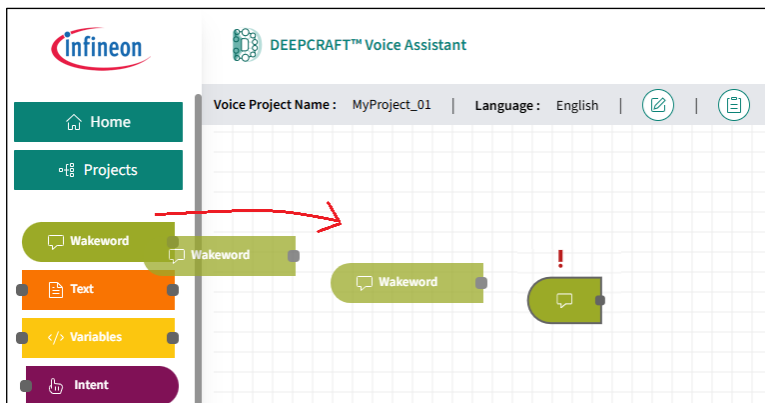 infineon
DEEPCRAFT™ Voice Assistant
Voice Project Name : MyProject_01 | Language : English | |
Home
Projects
Wakeword
Wakeword
Wakeword
!
Text
</> Variables
Intent